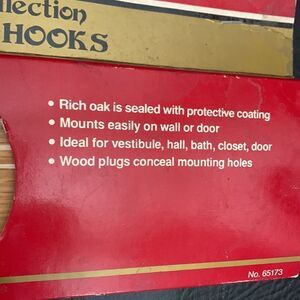 llection
HOOKS
• Rich oak is sealed with protective coating
• Mounts easily on wall or door
• Ideal for vestibule, hall, bath, closet, door
• Wood plugs conceal mounting holes
No. 65173